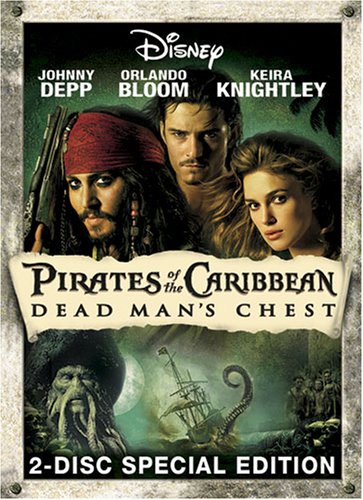 Disney
JOHNNY DEPP
ORLANDO BLOOM
KEIRA KNIGHTLEY
PIRATES of the CARIBBEAN
DEAD MAN'S CHEST
2-DISC SPECIAL EDITION